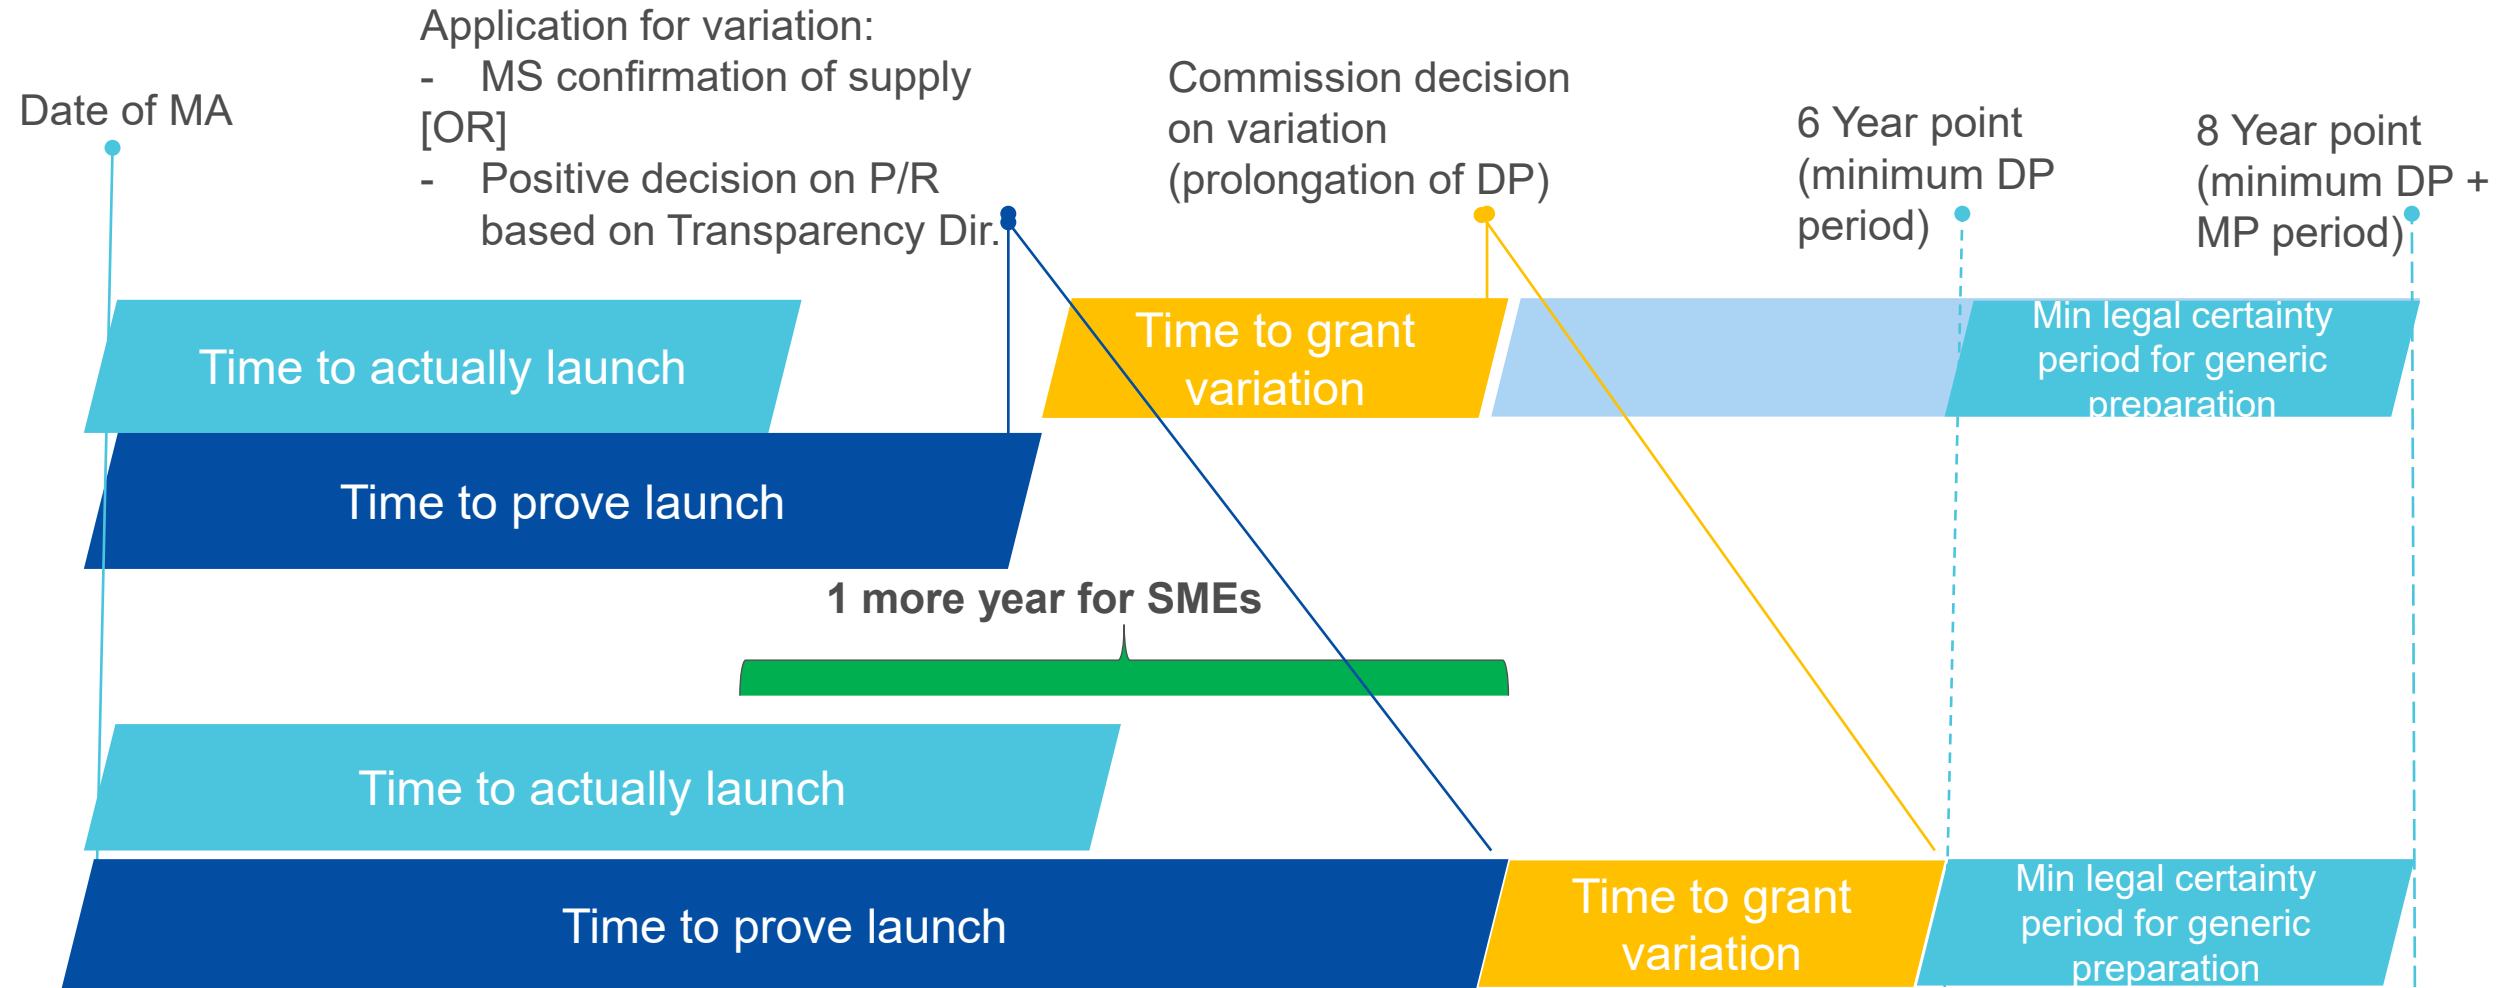 Date of MA
Application for variation:
- MS confirmation of supply
[OR]
- Positive decision on P/R
based on Transparency Dir.
Commission decision
on variation
(prolongation of DP)
6 Year point
(minimum DP
period)
8 Year point
(minimum DP +
MP period)
Time to actually launch
Time to grant
variation
Min legal certainty
period for generic
preparation
Time to prove launch
1 more year for SMEs
Time to actually launch
Time to prove launch
Time to grant
variation
Min legal certainty
period for generic
preparation